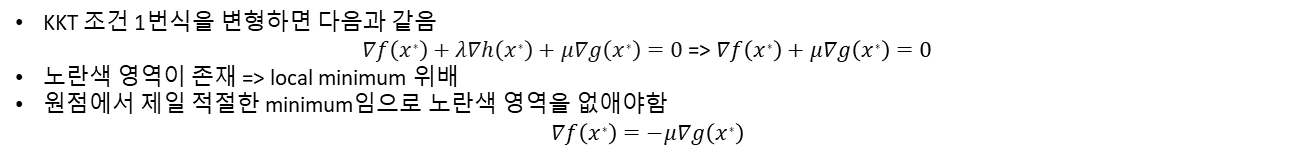 • KKT 조건 1번식을 변형하면 다음과 같음
∇f(x*) + λ∇h(x*) + μ∇g(x*) = 0 => ∇f(x*) + μ∇g(x*) = 0
• 노란색 영역이 존재 => local minimum 위배
• 원점에서 제일 적절한 minimum임으로 노란색 영역을 없애야함
∇f(x*) = −μ∇g(x*)